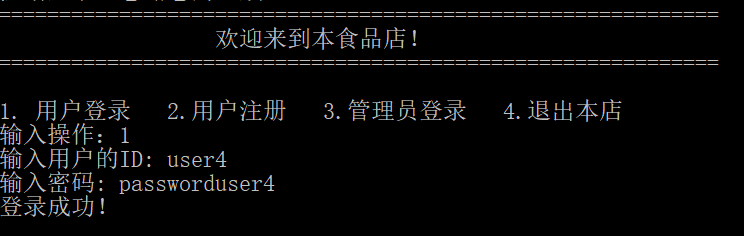 ============================================================
欢迎来到本食品店!
============================================================
1. 用户登录   2.用户注册   3.管理员登录   4.退出本店
输入操作: 1
输入用户的ID: user4
输入密码: passworduser4
登录成功!